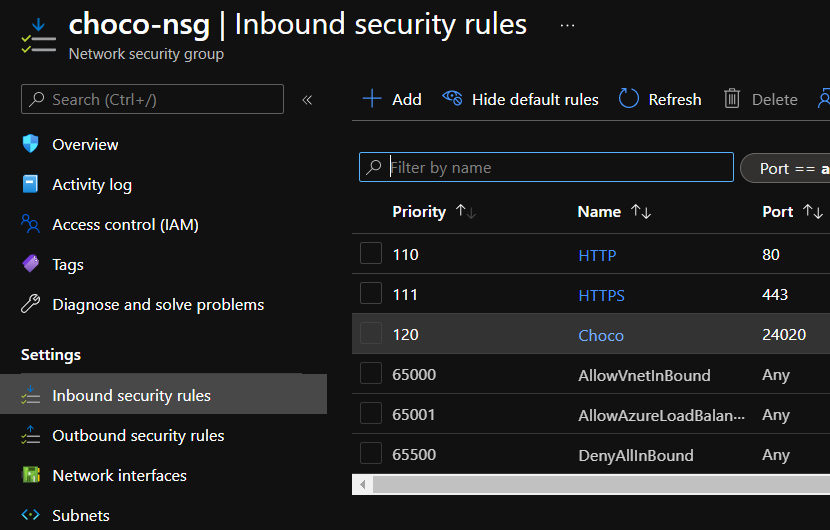 choco-nsg | Inbound security rules ...
Network security group
Search (Ctrl+/) «
Overview
Activity log
Access control (IAM)
Tags
Diagnose and solve problems
Settings
Inbound security rules
Outbound security rules
Network interfaces
Subnets
+ Add Hide default rules Refresh Delete
Filter by name Port == a
Priority ↑↓ Name ↑↓ Port ↑↓
110 HTTP 80
111 HTTPS 443
120 Choco 24020
65000 AllowVnetInBound Any
65001 AllowAzureLoadBalan... Any
65500 DenyAllInBound Any